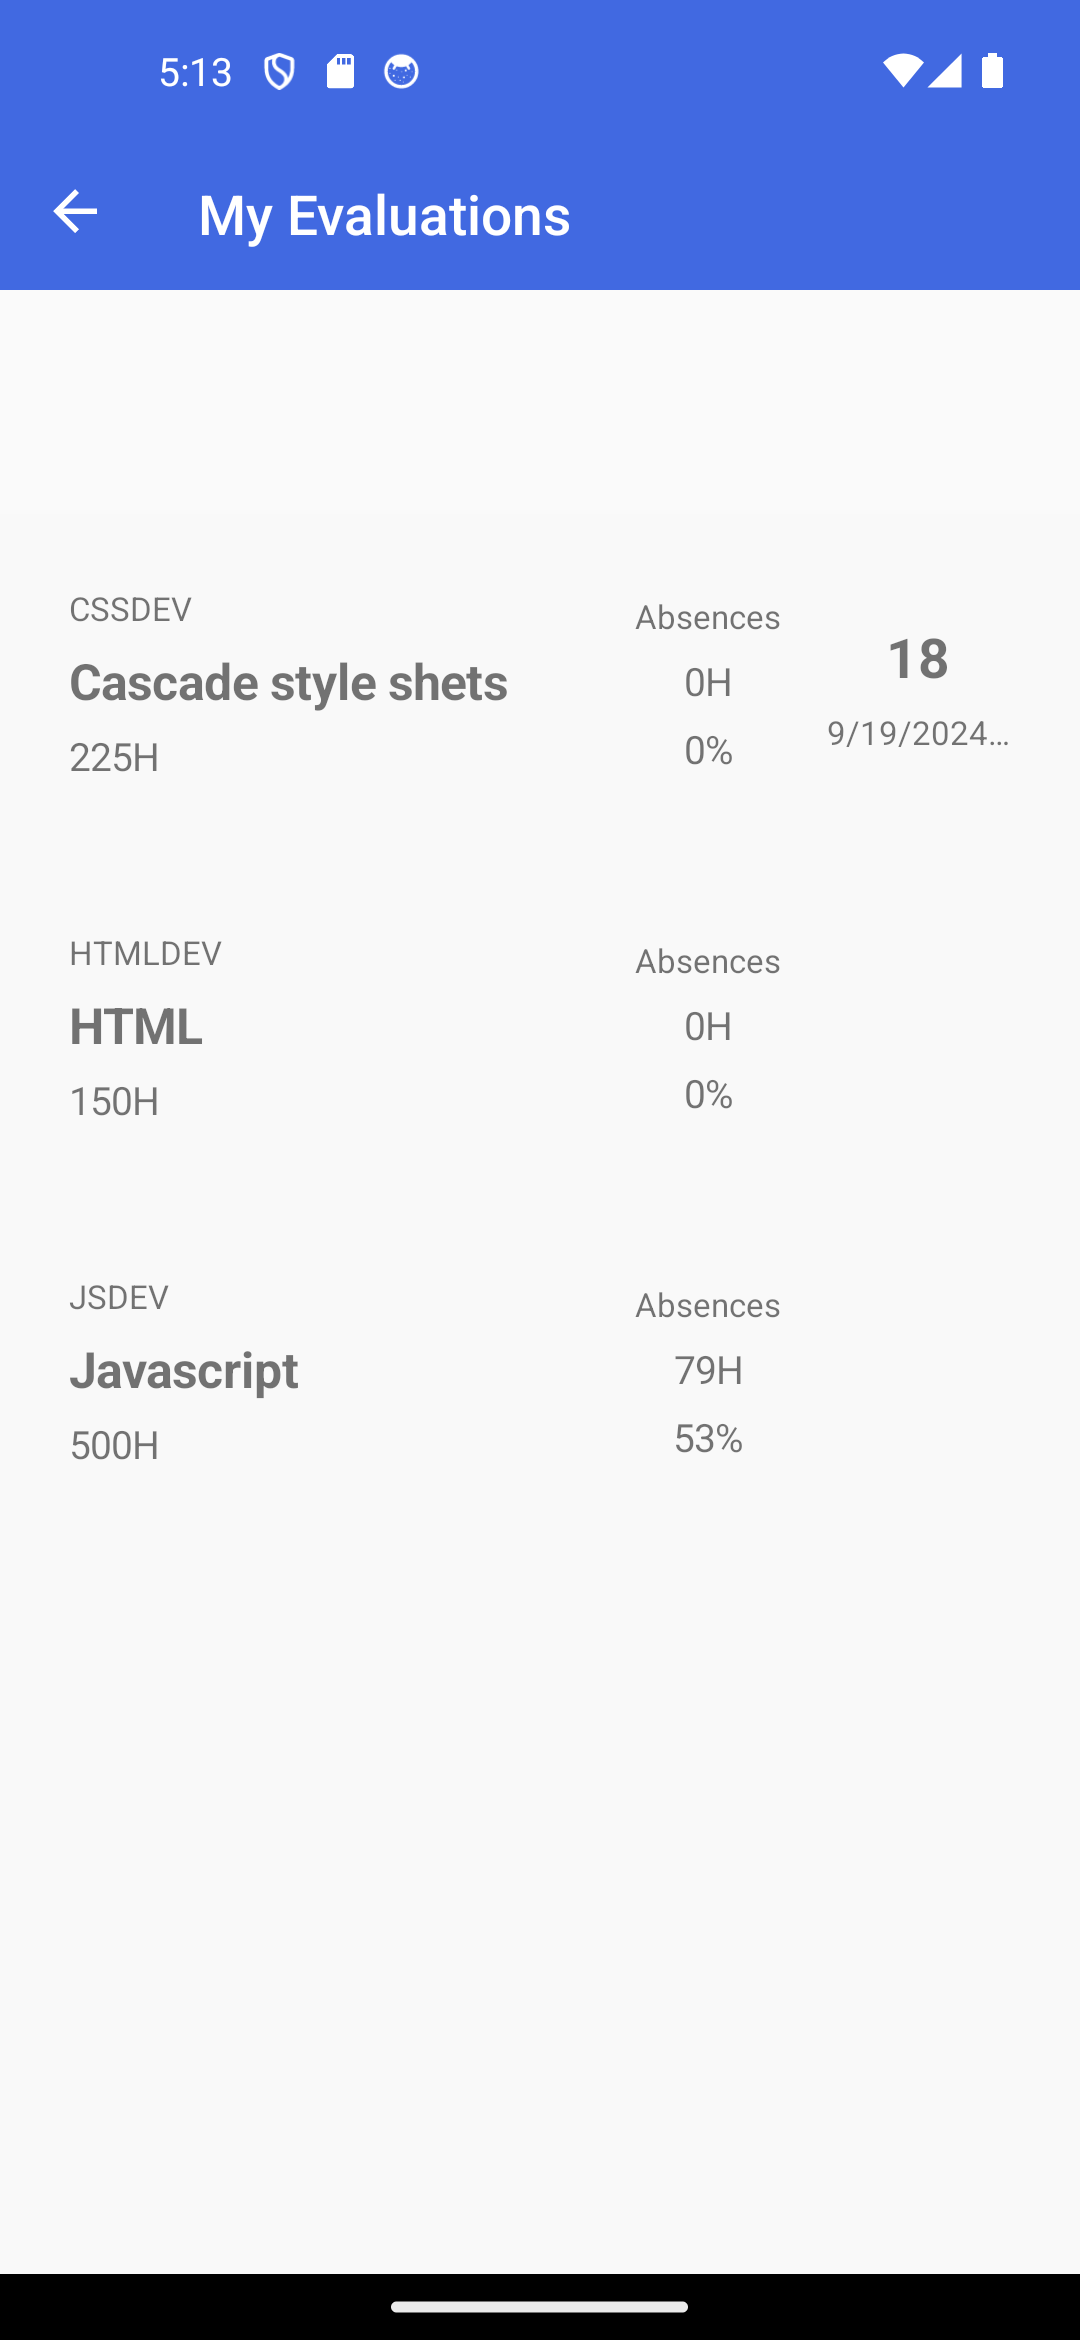 5:13
My Evaluations
CSSDEV
Cascade style shets
225H
Absences
0H
0%
18
9/19/2024...
HTMLDEV
HTML
150H
Absences
0H
0%
JSDEV
Javascript
500H
Absences
79H
53%